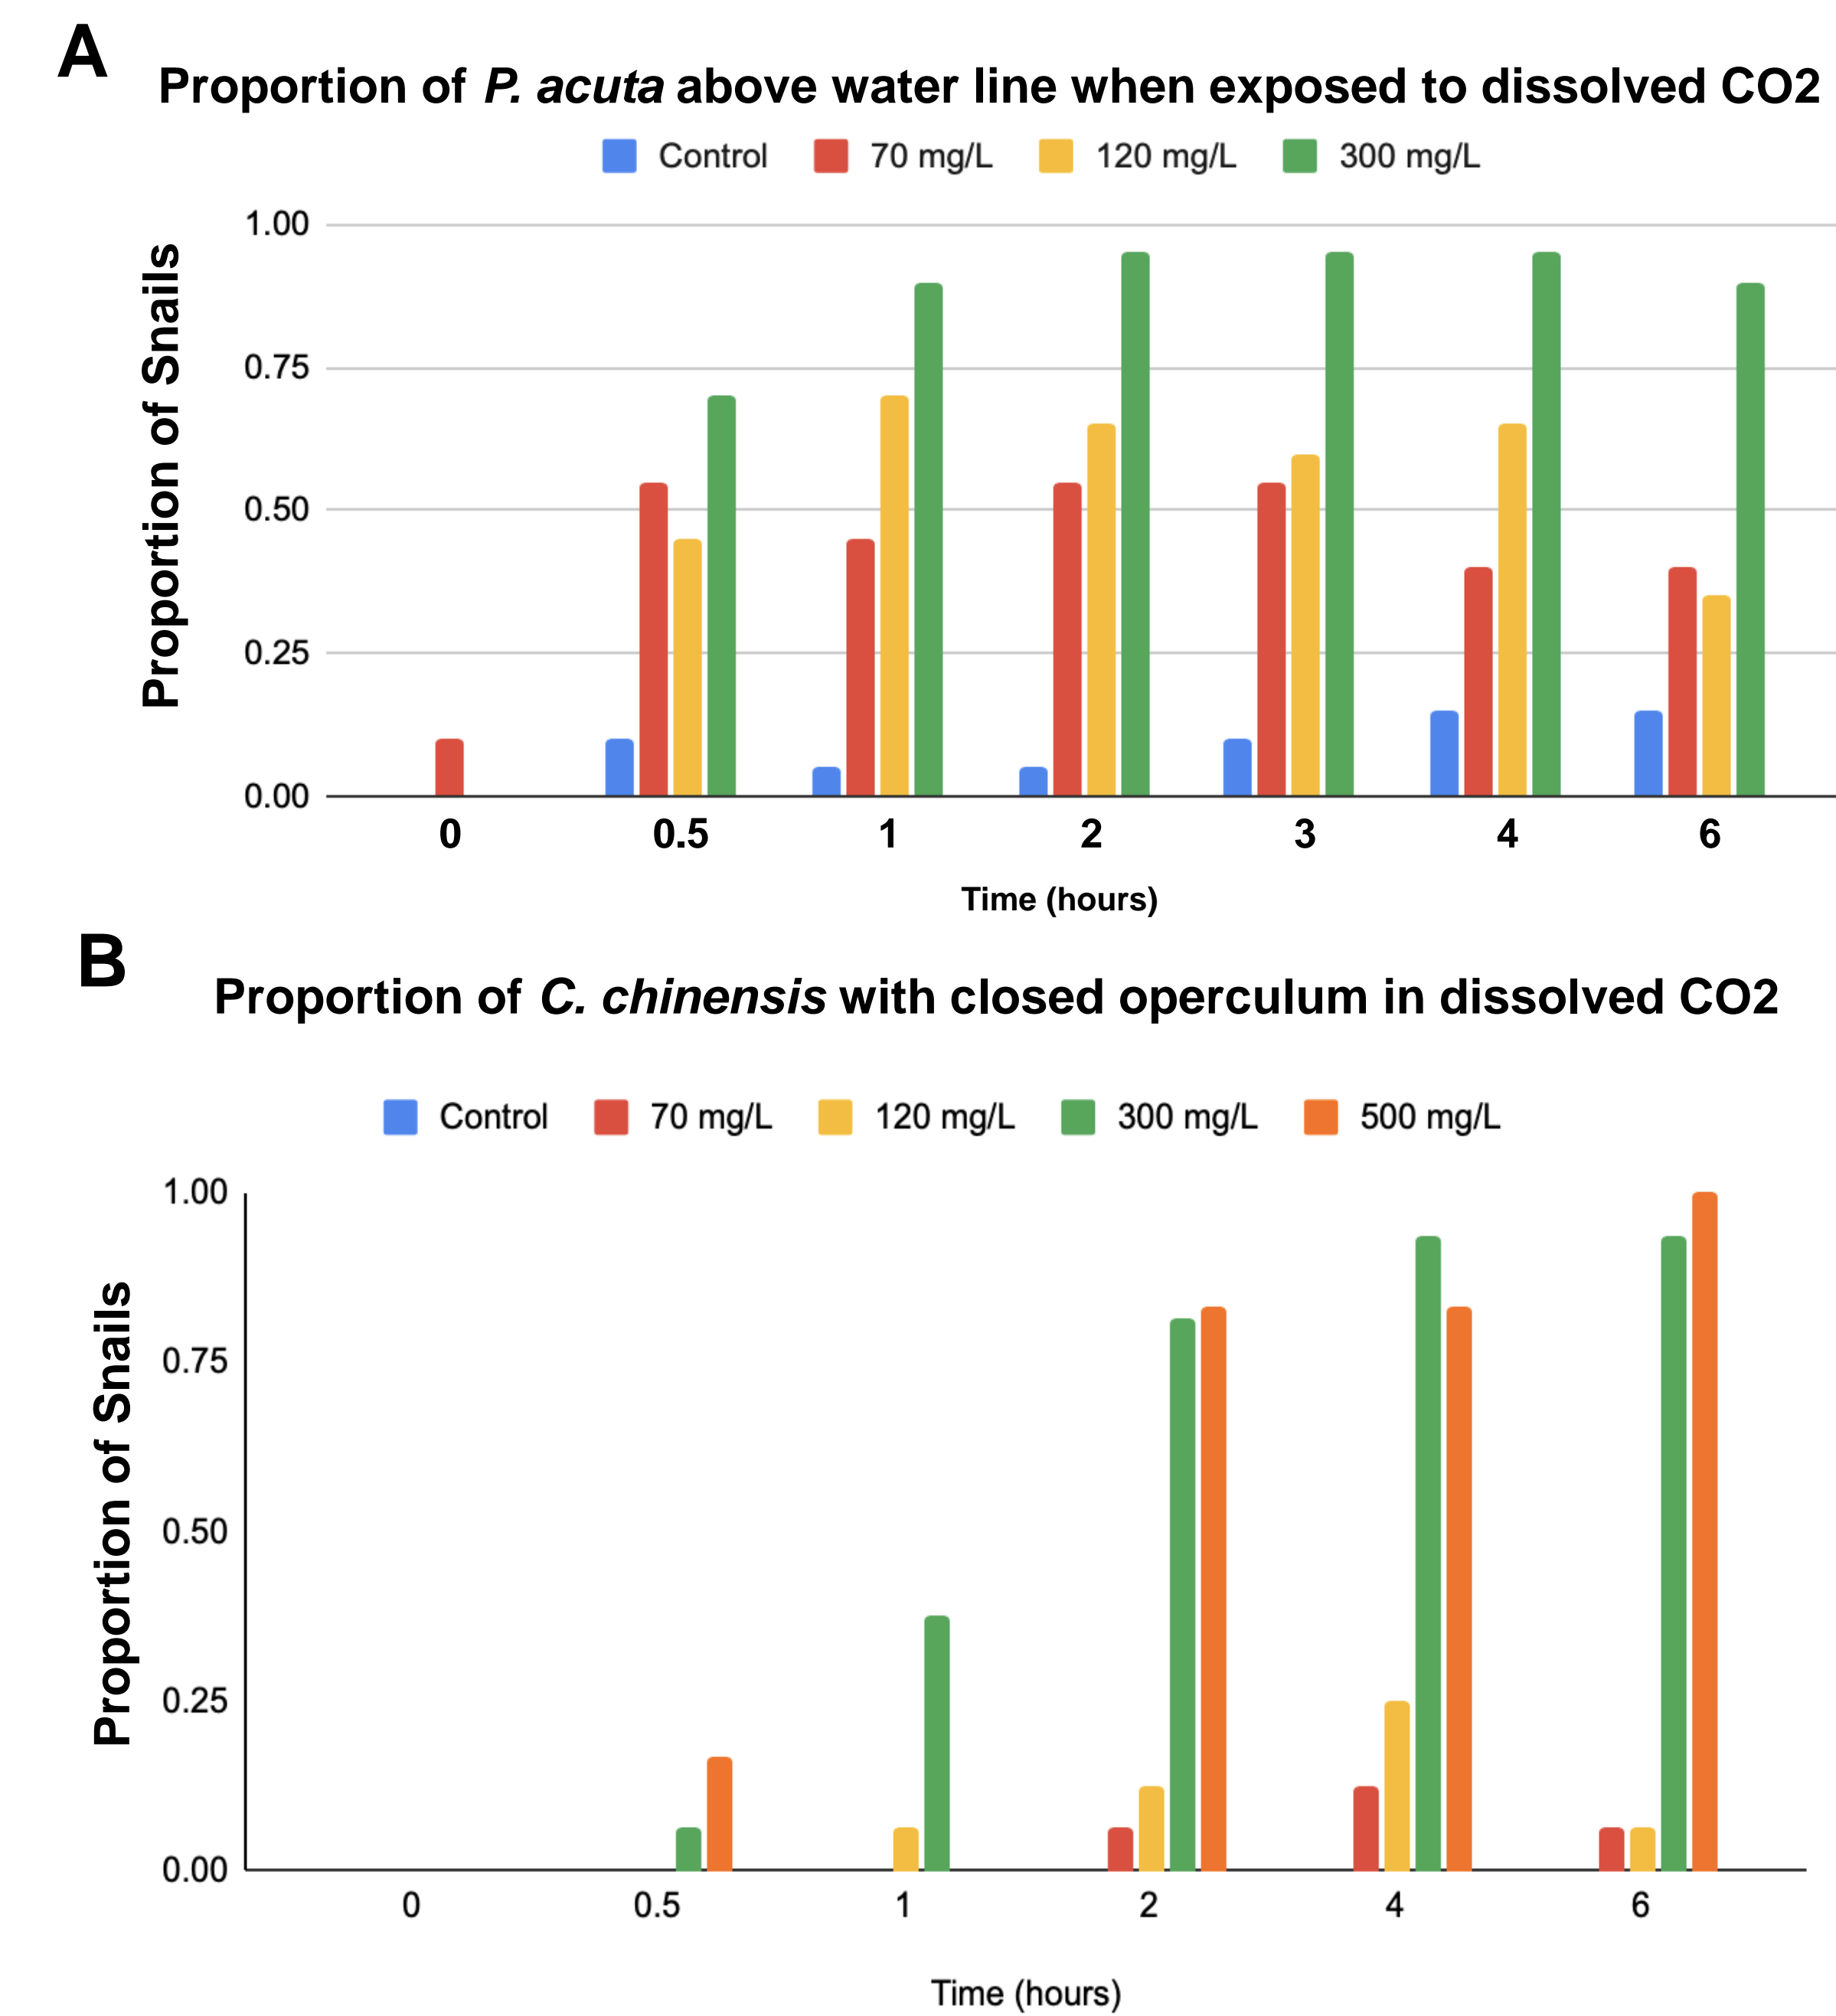 A
Proportion of P. acuta above water line when exposed to dissolved CO2
Control 70 mg/L 120 mg/L 300 mg/L
Proportion of Snails
1.00
0.75
0.50
0.25
0.00
0 0.5 1 2 3 4 6
Time (hours)
B
Proportion of C. chinensis with closed operculum in dissolved CO2
Control 70 mg/L 120 mg/L 300 mg/L 500 mg/L
Proportion of Snails
1.00
0.75
0.50
0.25
0.00
0 0.5 1 2 4 6
Time (hours)